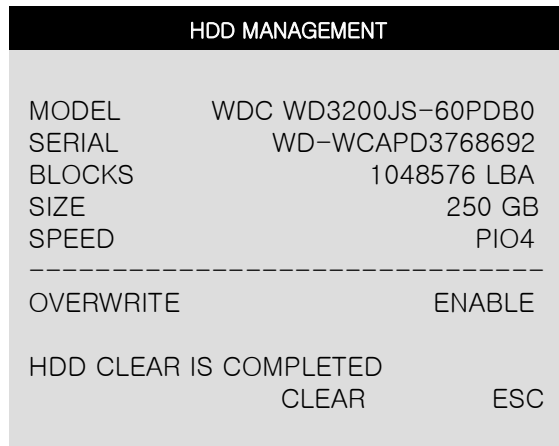 HDD MANAGEMENT
MODEL WDC WD3200JS-60PDB0
SERIAL WD-WCAPD3768692
BLOCKS 1048576 LBA
SIZE 250 GB
SPEED PIO4
-------------------------------
OVERWRITE ENABLE
HDD CLEAR IS COMPLETED
CLEAR ESC